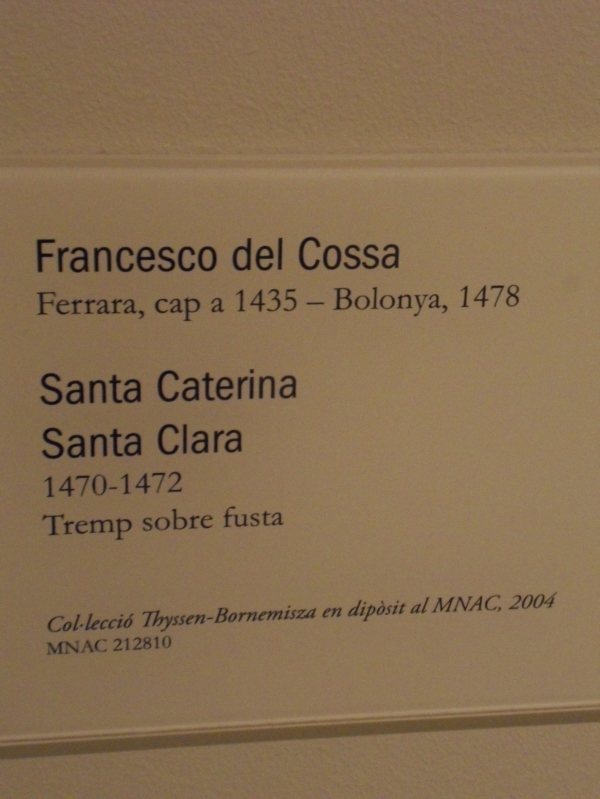 Francesco del Cossa
Ferrara, cap a 1435 – Bolonya, 1478
Santa Caterina
Santa Clara
1470-1472
Tremp sobre fusta
Col·lecció Thyssen-Bornemisza en dipòsit al MNAC, 2004
MNAC 212810